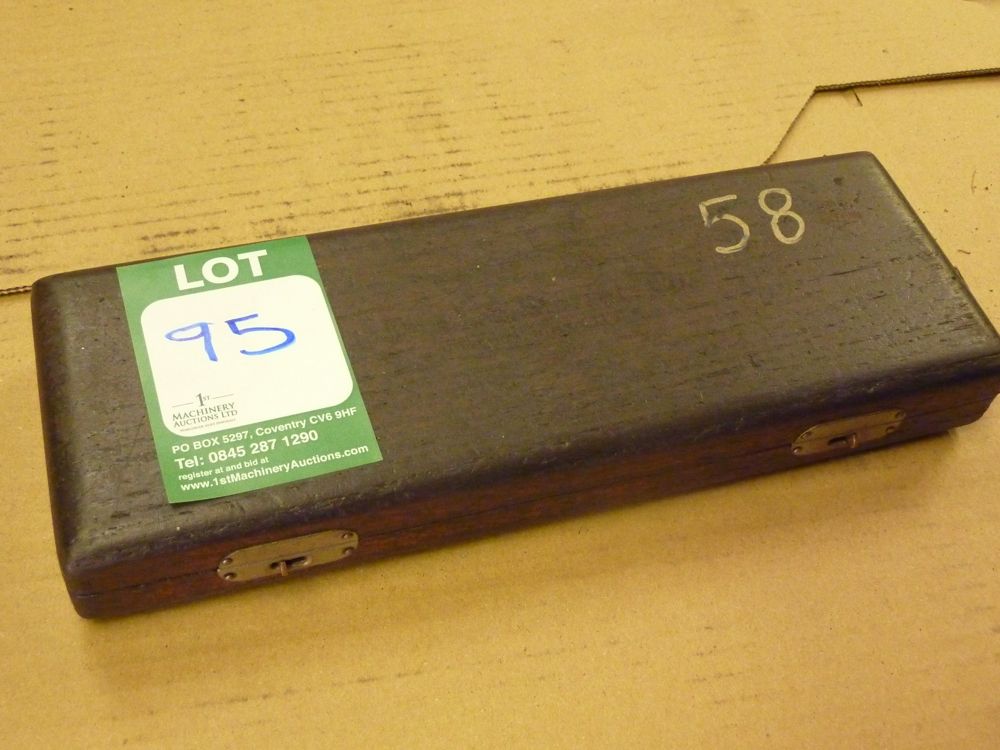 58
LOT
95
1ST
MACHINERY
AUCTIONS LTD
PO BOX 5297, Coventry CV6 9HF
Tel: 0845 287 1290
register at and bid at
www.1stMachineryAuctions.com